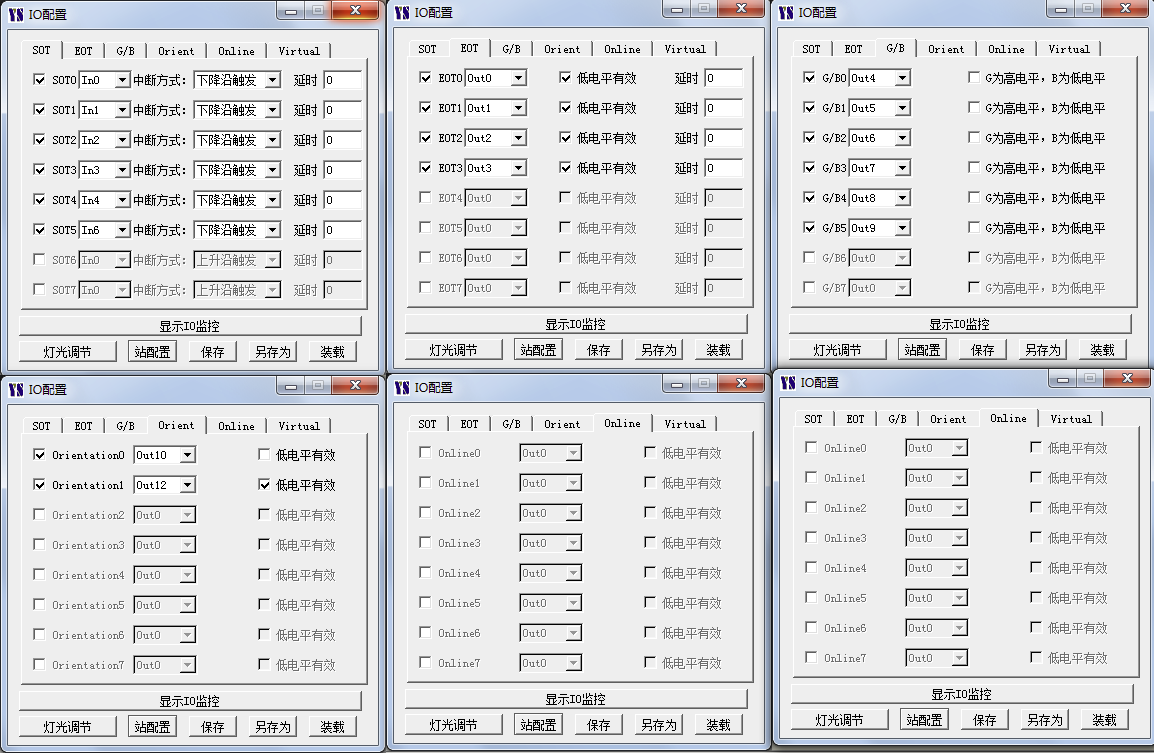 YS IO配置
SOT EOT G/B Orient Online Virtual
SOT0 In0 中断方式: 下降沿触发 延时 0
SOT1 In1 中断方式: 下降沿触发 延时 0
SOT2 In2 中断方式: 下降沿触发 延时 0
SOT3 In3 中断方式: 下降沿触发 延时 0
SOT4 In4 中断方式: 下降沿触发 延时 0
SOT5 In6 中断方式: 下降沿触发 延时 0
SOT6 In0 中断方式: 上升沿触发 延时 0
SOT7 In0 中断方式: 上升沿触发 延时 0
显示IO监控
灯光调节 站配置 保存 另存为 装载
YS IO配置
SOT EOT G/B Orient Online Virtual
EOT0 Out0 低电平有效 延时 0
EOT1 Out1 低电平有效 延时 0
EOT2 Out2 低电平有效 延时 0
EOT3 Out3 低电平有效 延时 0
EOT4 Out0 低电平有效 延时 0
EOT5 Out0 低电平有效 延时 0
EOT6 Out0 低电平有效 延时 0
EOT7 Out0 低电平有效 延时 0
显示IO监控
灯光调节 站配置 保存 另存为 装载
YS IO配置
SOT EOT G/B Orient Online Virtual
G/B0 Out4 G为高电平，B为低电平
G/B1 Out5 G为高电平，B为低电平
G/B2 Out6 G为高电平，B为低电平
G/B3 Out7 G为高电平，B为低电平
G/B4 Out8 G为高电平，B为低电平
G/B5 Out9 G为高电平，B为低电平
G/B6 Out0 G为高电平，B为低电平
G/B7 Out0 G为高电平，B为低电平
显示IO监控
灯光调节 站配置 保存 另存为 装载
YS IO配置
SOT EOT G/B Orient Online Virtual
Orientation0 Out10 低电平有效
Orientation1 Out12 低电平有效
Orientation2 Out0 低电平有效
Orientation3 Out0 低电平有效
Orientation4 Out0 低电平有效
Orientation5 Out0 低电平有效
Orientation6 Out0 低电平有效
Orientation7 Out0 低电平有效
显示IO监控
灯光调节 站配置 保存 另存为 装载
YS IO配置
SOT EOT G/B Orient Online Virtual
Online0 Out0 低电平有效
Online1 Out0 低电平有效
Online2 Out0 低电平有效
Online3 Out0 低电平有效
Online4 Out0 低电平有效
Online5 Out0 低电平有效
Online6 Out0 低电平有效
Online7 Out0 低电平有效
显示IO监控
灯光调节 站配置 保存 另存为 装载
YS IO配置
SOT EOT G/B Orient Online Virtual
Online0 Out0 低电平有效
Online1 Out0 低电平有效
Online2 Out0 低电平有效
Online3 Out0 低电平有效
Online4 Out0 低电平有效
Online5 Out0 低电平有效
Online6 Out0 低电平有效
Online7 Out0 低电平有效
显示IO监控
灯光调节 站配置 保存 另存为 装载